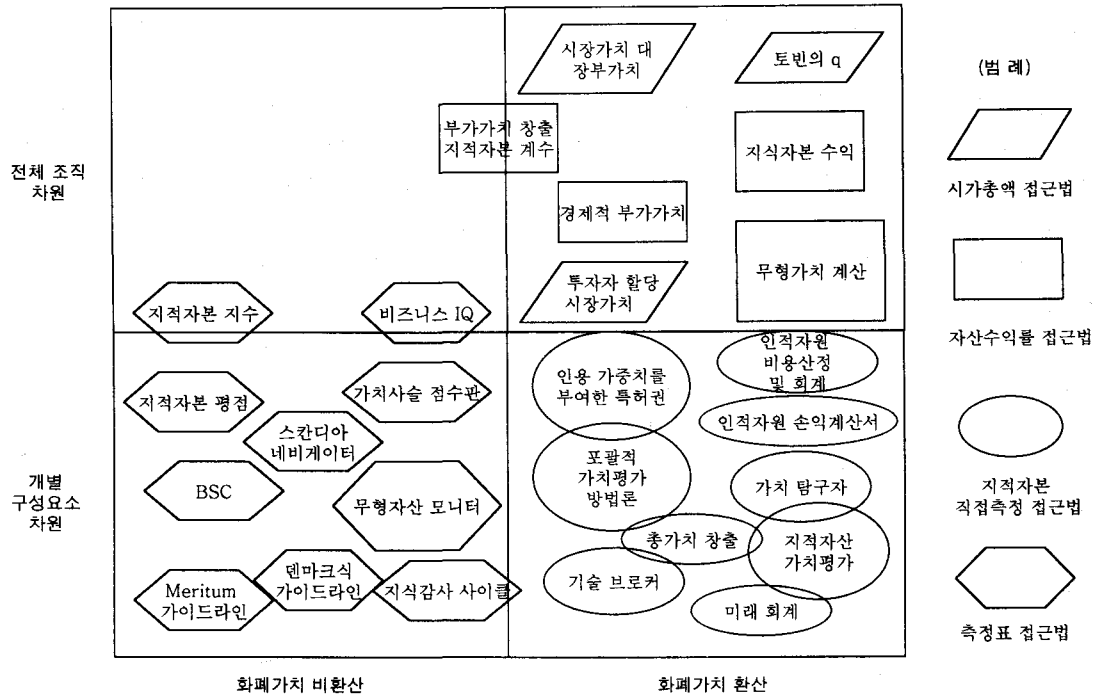 시장가치 대
장부가치
토빈의 q
(범 례)
부가가치 창출
지적자본 계수
지식자본 수익
전체 조직
차원
시가총액 접근법
경제적 부가가치
무형가치 계산
투자자 할당
시장가치
지적자본 지수
비즈니스 IQ
자산수익률 접근법
인적자원
비용산정
및 회계
인용 가중치를
부여한 특허권
지적자본 평점
가치사슬 점수판
인적자원 손익계산서
스칸디아
네비게이터
포괄적
가치평가
방법론
개별
구성요소
차원
BSC
무형자산 모니터
가치 탐구자
지적자본
직접측정 접근법
총가치 창출
지적자산
가치평가
Meritum
가이드라인
덴마크식
가이드라인
지식감사 사이클
기술 브로커
미래 회계
측정표 접근법
화폐가치 비환산
화폐가치 환산